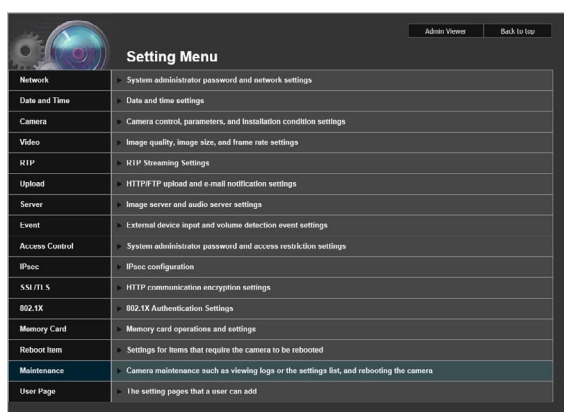 Admin Viewer Back to top
Setting Menu
Network System administrator password and network settings
Date and Time Date and time settings
Camera Camera control, parameters, and installation condition settings
Video Image quality, image size, and frame rate settings
RTP RTP Streaming Settings
Upload HTTP/FTP upload and e-mail notification settings
Server Image server and audio server settings
Event External device input and volume detection event settings
Access Control System administrator password and access restriction settings
IPsec IPsec configuration
SSL/TLS HTTP communication encryption settings
802.1X 802.1X Authentication Settings
Memory Card Memory card operations and settings
Reboot Item Settings for items that require the camera to be rebooted
Maintenance Camera maintenance such as viewing logs or the settings list, and rebooting the camera
User Page The setting pages that a user can add